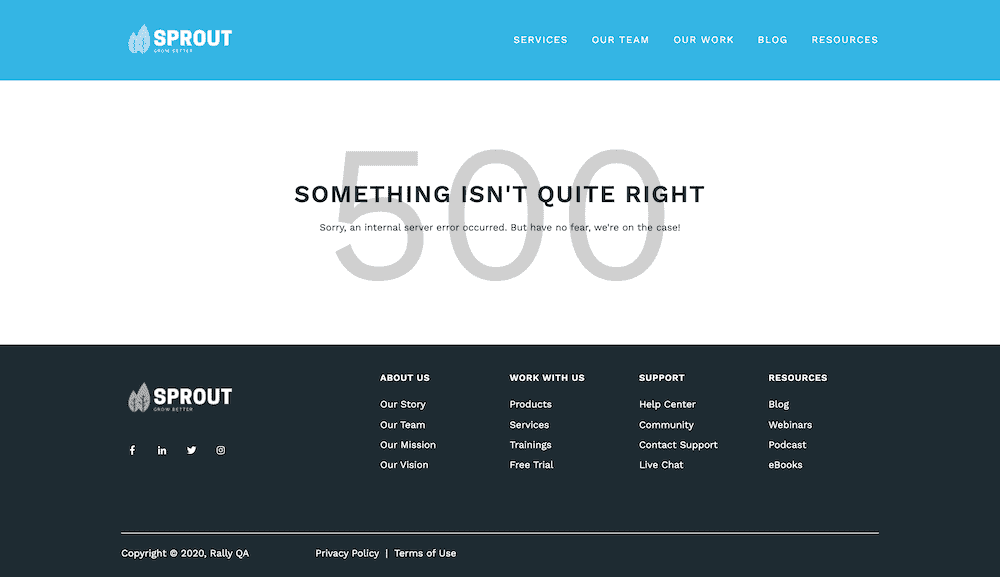 SPROUT
GROW BETTER
SERVICES OUR TEAM OUR WORK BLOG RESOURCES
500
SOMETHING ISN'T QUITE RIGHT
Sorry, an internal server error occurred. But have no fear, we're on the case!
SPROUT
GROW BETTER
ABOUT US
Our Story
Our Team
Our Mission
Our Vision
WORK WITH US
Products
Services
Trainings
Free Trial
SUPPORT
Help Center
Community
Contact Support
Live Chat
RESOURCES
Blog
Webinars
Podcast
eBooks
Copyright © 2020, Rally QA
Privacy Policy | Terms of Use